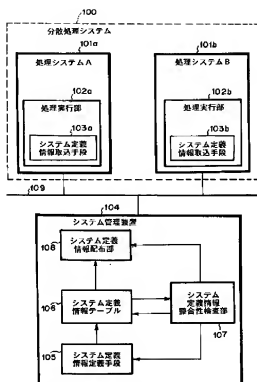 100
分散処理システム
101a
処理システムA
102a
処理実行部
103a
システム定義
情報取込手段
101b
処理システムB
102b
処理実行部
103b
システム定義
情報取込手段
109
104
システム管理装置
108
システム定義
情報配布部
106
システム定義
情報テーブル
105
システム定義
情報定義手段
システム
定義情報
整合性検査部
107